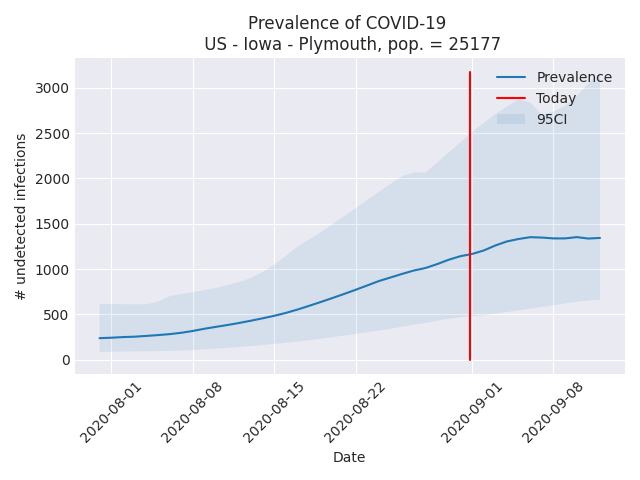 Prevalence of COVID-19
US - Iowa - Plymouth, pop. = 25177
Prevalence
Today
95CI
3000
2500
2000
1500
1000
500
0
# undetected infections
2020-08-01
2020-08-08
2020-08-15
2020-08-22
2020-09-01
2020-09-08
Date